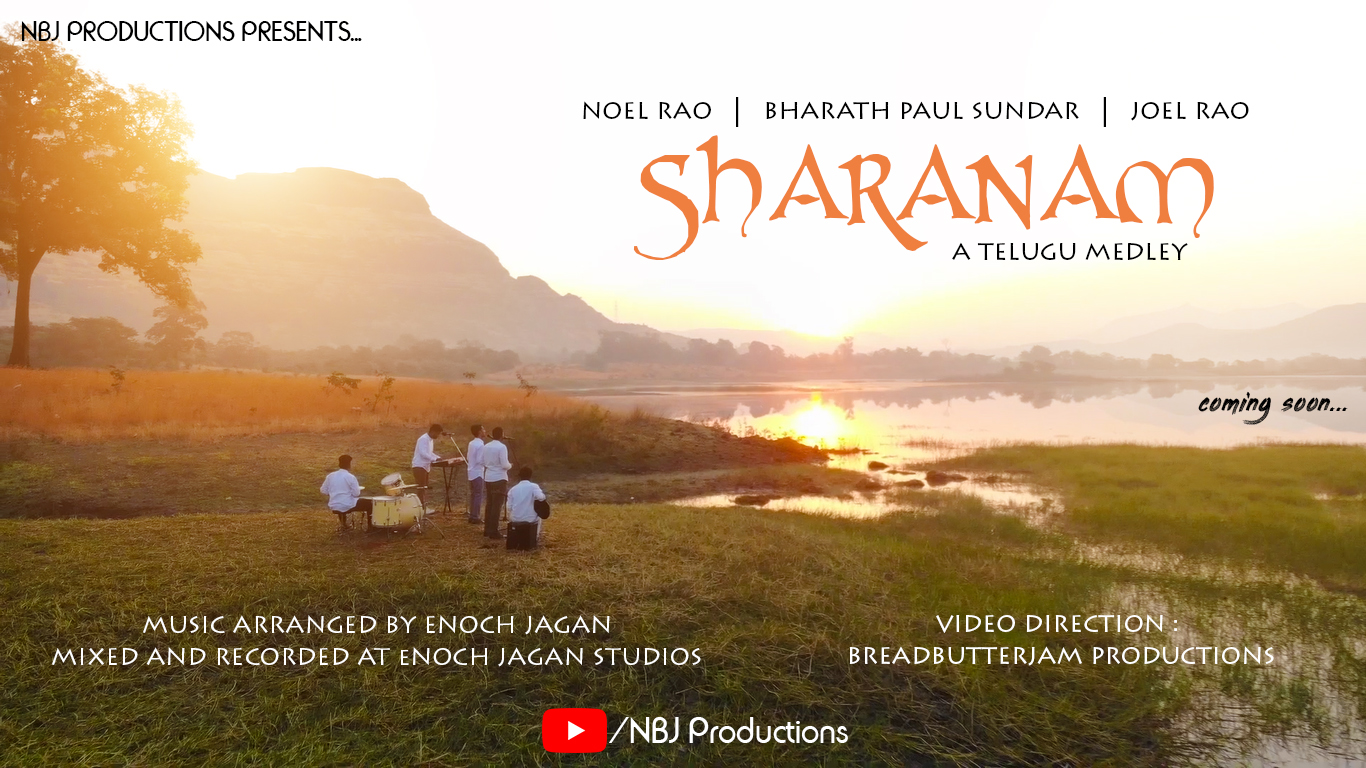 NBJ PRODUCTIONS PRESENTS...
NOEL RAO | BHARATH PAUL SUNDAR | JOEL RAO
SHARANAM
A TELUGU MEDLEY
coming soon...
MUSIC ARRANGED BY ENOCH JAGAN
MIXED AND RECORDED AT ENOCH JAGAN STUDIOS
VIDEO DIRECTION :
BREADBUTTERJAM PRODUCTIONS
/NBJ Productions